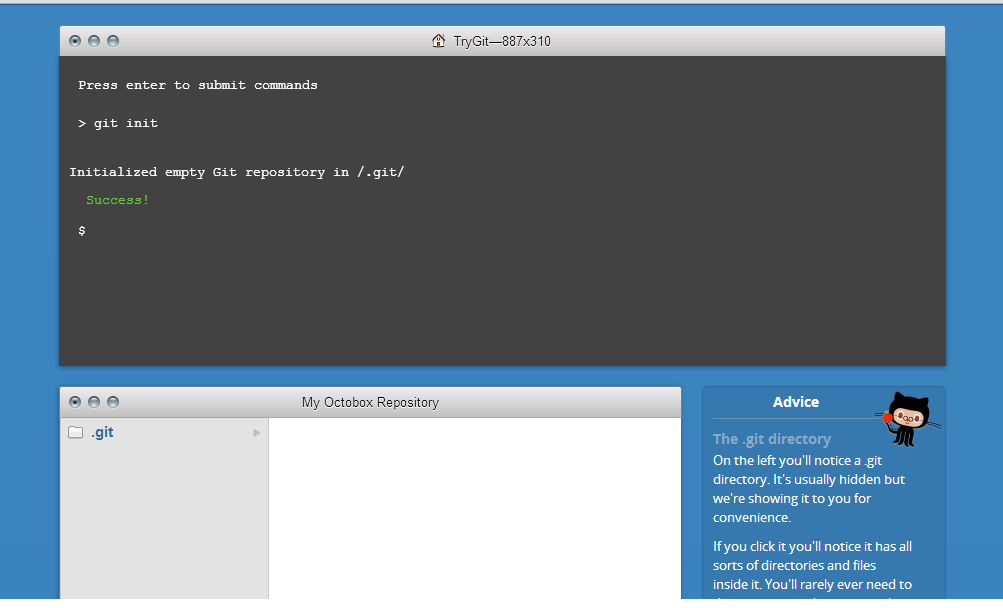 TryGit—887x310
Press enter to submit commands
> git init
Initialized empty Git repository in /.git/
Success!
$
My Octobox Repository
.git
Advice
The .git directory
On the left you'll notice a .git
directory. It's usually hidden but
we're showing it to you for
convenience.
If you click it you'll notice it has all
sorts of directories and files
inside it. You'll rarely ever need to